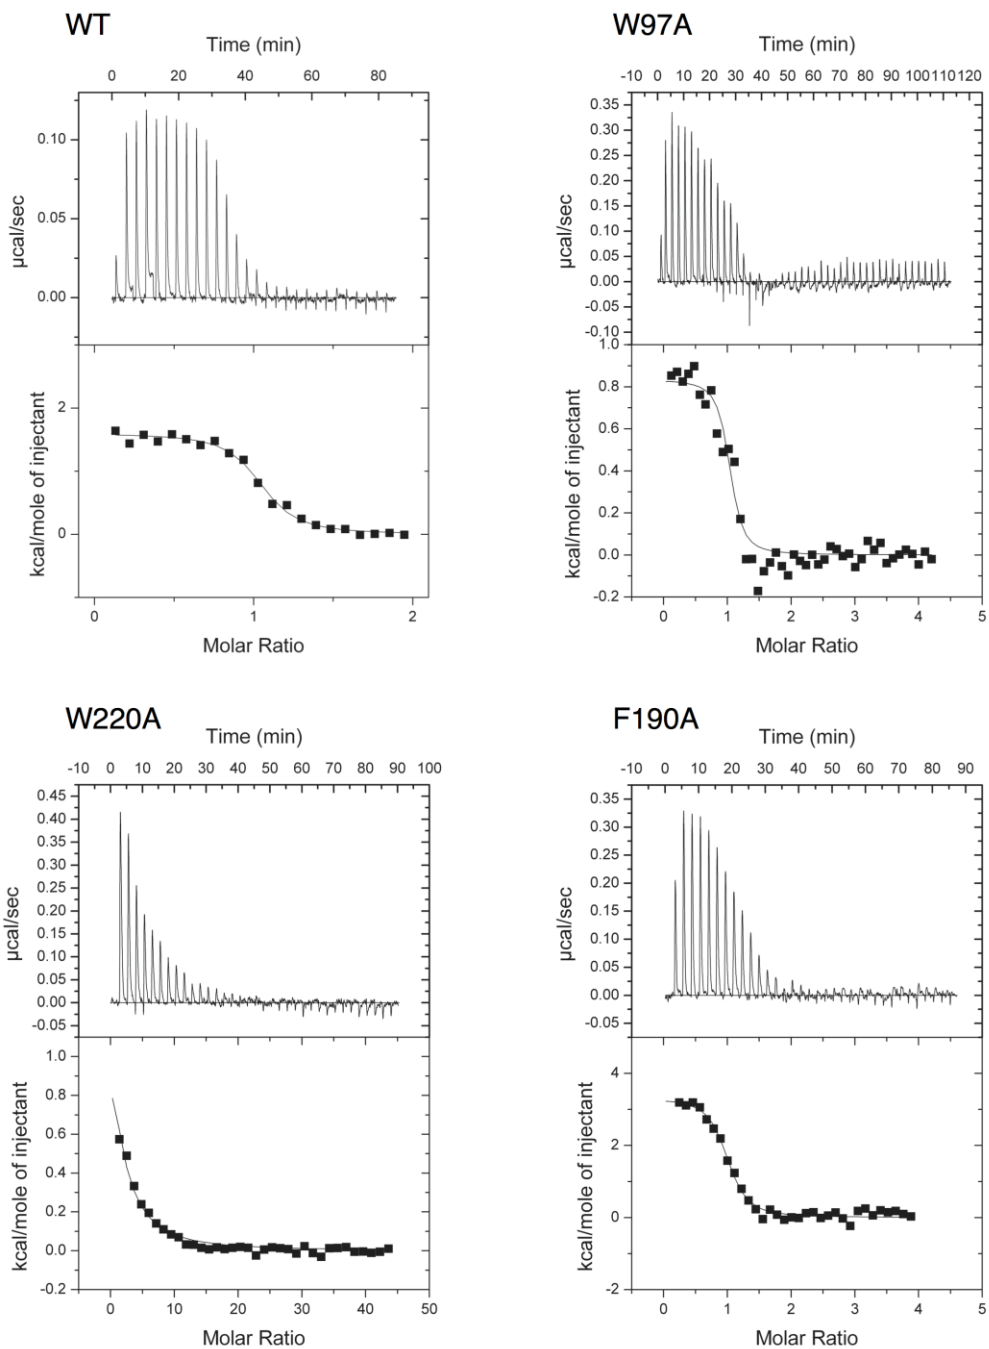 WT
Time (min)
0 20 40 60 80
0.10
0.05
0.00
µcal/sec
2
0
kcal/mole of injectant
0 1 2
Molar Ratio
W97A
Time (min)
-10 0 10 20 30 40 50 60 70 80 90 100 110 120
0.35
0.30
0.25
0.20
0.15
0.10
0.05
0.00
-0.05
-0.10
µcal/sec
1.0
0.8
0.6
0.4
0.2
0.0
-0.2
kcal/mole of injectant
0 1 2 3 4 5
Molar Ratio
W220A
Time (min)
-10 0 10 20 30 40 50 60 70 80 90 100
0.45
0.40
0.35
0.30
0.25
0.20
0.15
0.10
0.05
0.00
-0.05
µcal/sec
1.0
0.8
0.6
0.4
0.2
0.0
-0.2
kcal/mole of injectant
0 10 20 30 40 50
Molar Ratio
F190A
Time (min)
-10 0 10 20 30 40 50 60 70 80 90
0.35
0.30
0.25
0.20
0.15
0.10
0.05
0.00
-0.05
µcal/sec
4
2
0
-2
kcal/mole of injectant
0 1 2 3 4 5
Molar Ratio